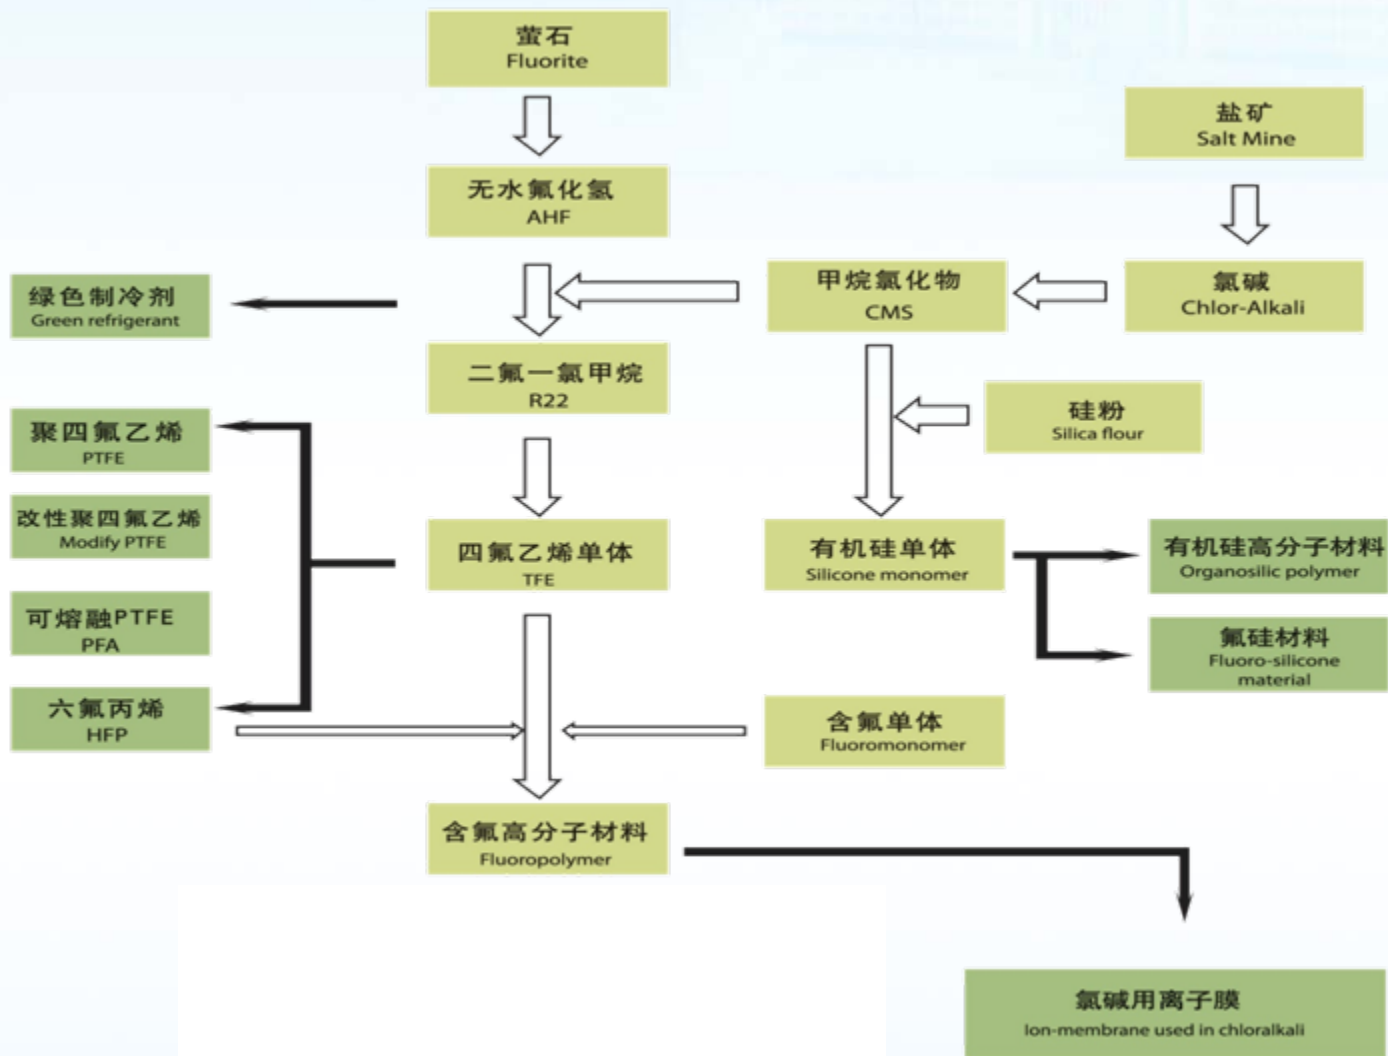 萤石
Fluorite
盐矿
Salt Mine
无水氟化氢
AHF
绿色制冷剂
Green refrigerant
甲烷氯化物
CMS
氯碱
Chlor-Alkali
二氟一氯甲烷
R22
硅粉
Silica flour
聚四氟乙烯
PTFE
改性聚四氟乙烯
Modify PTFE
四氟乙烯单体
TFE
有机硅单体
Silicone monomer
有机硅高分子材料
Organosilic polymer
可熔融PTFE
PFA
氟硅材料
Fluoro-silicone
material
六氟丙烯
HFP
含氟单体
Fluoromonomer
含氟高分子材料
Fluoropolymer
氯碱用离子膜
Ion-membrane used in chloralkali